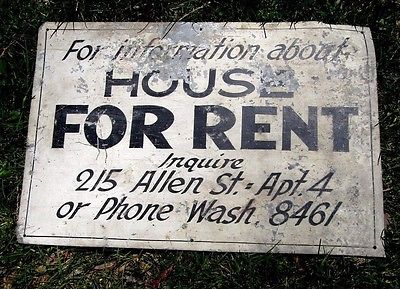 For information about
HOUSE
FOR RENT
Inquire
215 Allen St. - Apt 4
or Phone Wash 8461